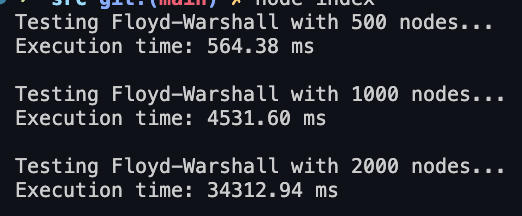 src git:(main) ✗ node index
Testing Floyd-Warshall with 500 nodes...
Execution time: 564.38 ms
Testing Floyd-Warshall with 1000 nodes...
Execution time: 4531.60 ms
Testing Floyd-Warshall with 2000 nodes...
Execution time: 34312.94 ms